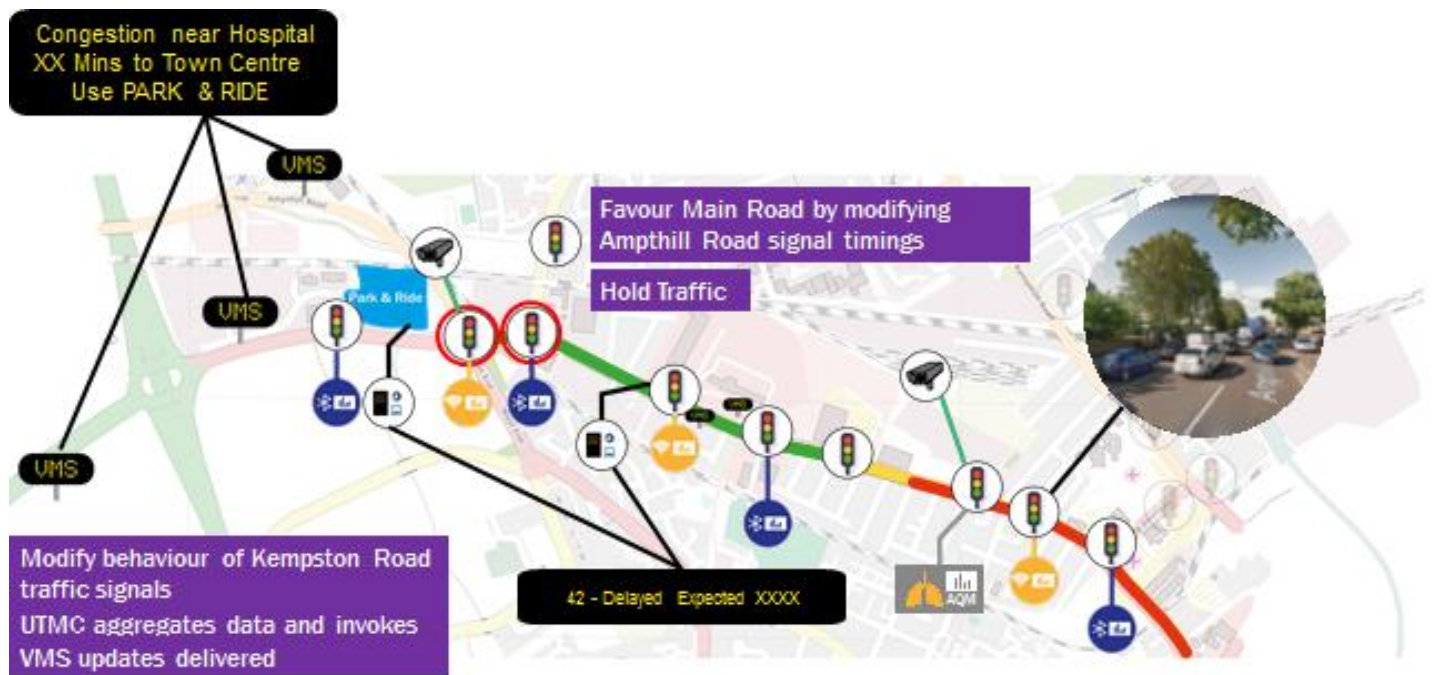 Congestion near Hospital
XX Mins to Town Centre
Use PARK & RIDE
VMS
Ampthill Road
Favour Main Road by modifying
Ampthill Road signal timings
Hold Traffic
Park & Ride
VMS
VMS
Modify behaviour of Kempston Road
traffic signals
UTMC aggregates data and invokes
VMS updates delivered
42 - Delayed Expected XXXX
AQM